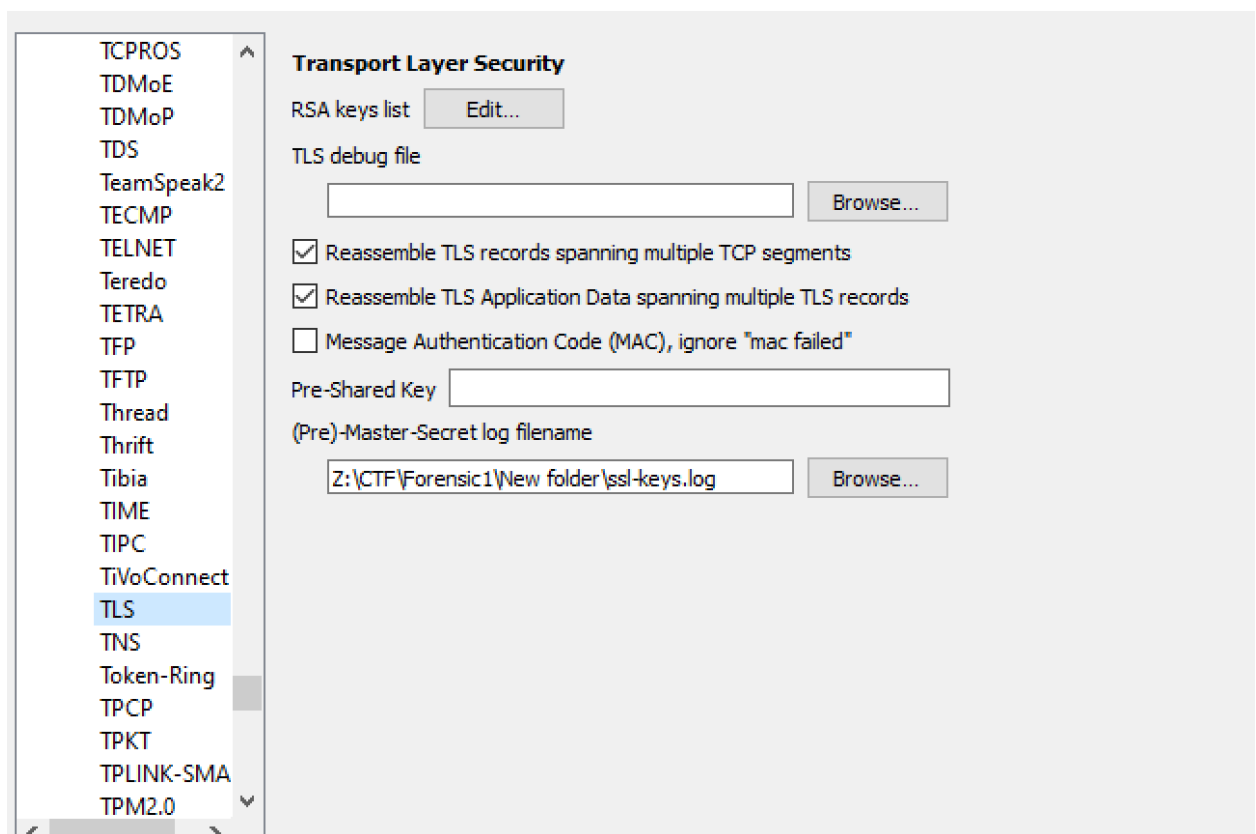 TCPROS
TDMoE
TDMoP
TDS
TeamSpeak2
TECMP
TELNET
Teredo
TETRA
TFP
TFTP
Thread
Thrift
Tibia
TIME
TIPC
TiVoConnect
TLS
TNS
Token-Ring
TPCP
TPKT
TPLINK-SMA
TPM2.0
Transport Layer Security
RSA keys list Edit...
TLS debug file
Browse...
Reassemble TLS records spanning multiple TCP segments
Reassemble TLS Application Data spanning multiple TLS records
Message Authentication Code (MAC), ignore "mac failed"
Pre-Shared Key
(Pre)-Master-Secret log filename
Z:\CTF\Forensic1\New folder\ssl-keys.log Browse...